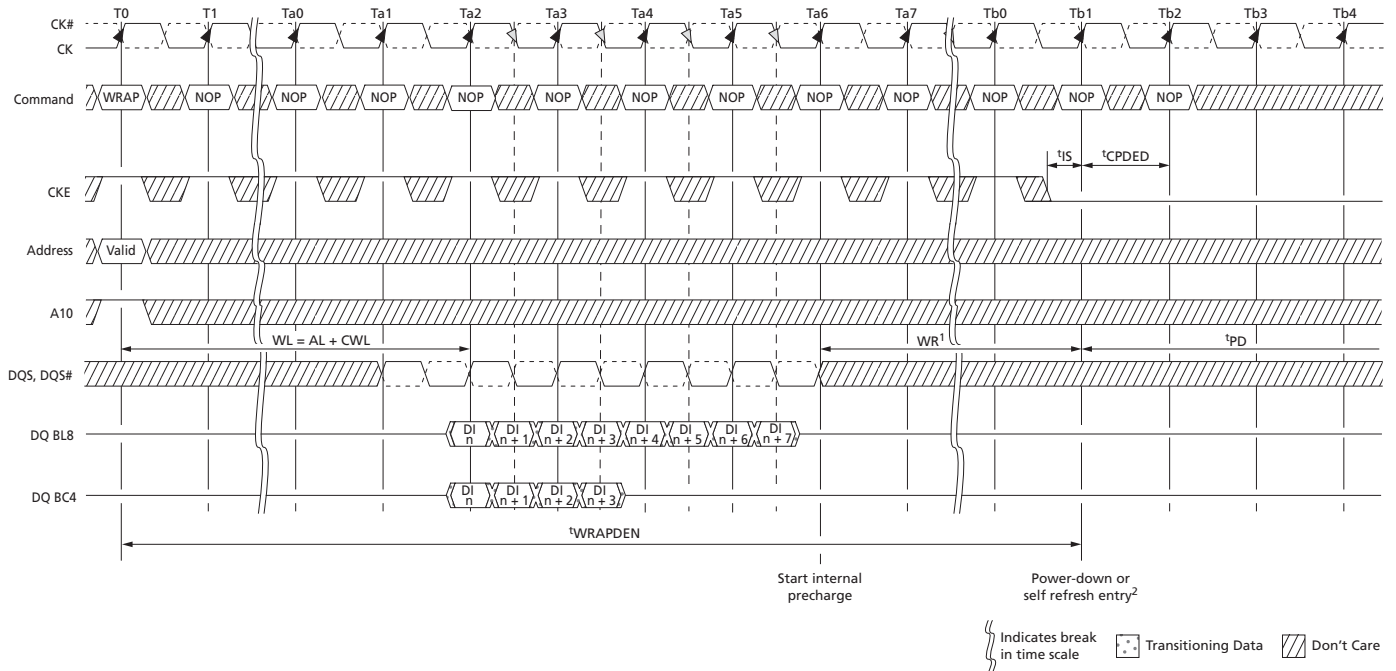 T0 T1 Ta0 Ta1 Ta2 Ta3 Ta4 Ta5 Ta6 Ta7 Tb0 Tb1 Tb2 Tb3 Tb4
CK#
CK
Command WRAP NOP NOP NOP NOP NOP NOP NOP NOP NOP NOP NOP NOP
tIS tCPDED
CKE
Address Valid
A10
WL = AL + CWL WR1 tPD
DQS, DQS#
DQ BL8 DI n DI n + 1 DI n + 2 DI n + 3 DI n + 4 DI n + 5 DI n + 6 DI n + 7
DQ BC4 DI n DI n + 1 DI n + 2 DI n + 3
tWRAPDEN
Start internal
precharge
Power-down or
self refresh entry2
Indicates break
in time scale
Transitioning Data
Don't Care